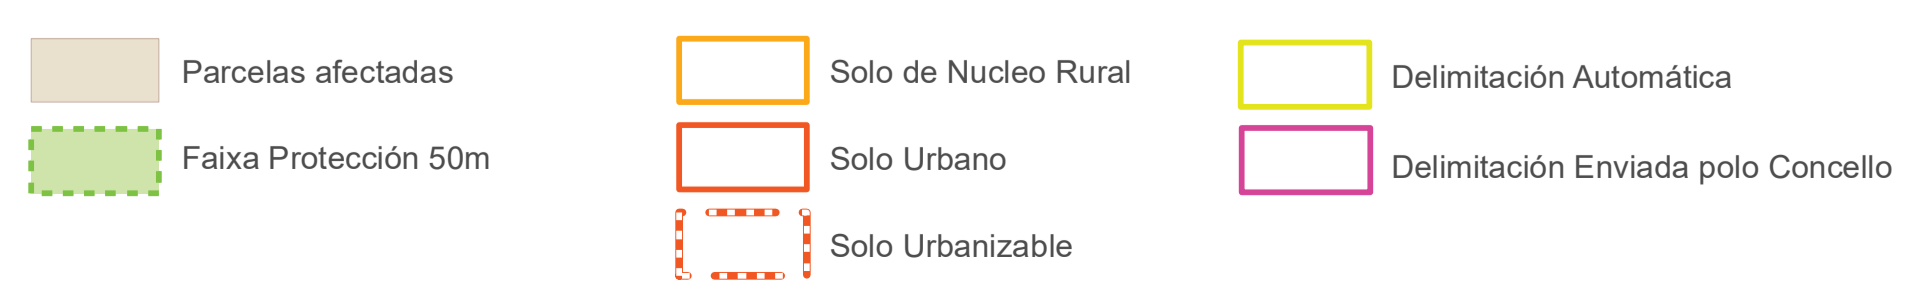 Parcelas afectadas
Faixa Protección 50m
Solo de Nucleo Rural
Solo Urbano
Solo Urbanizable
Delimitación Automática
Delimitación Enviada polo Concello